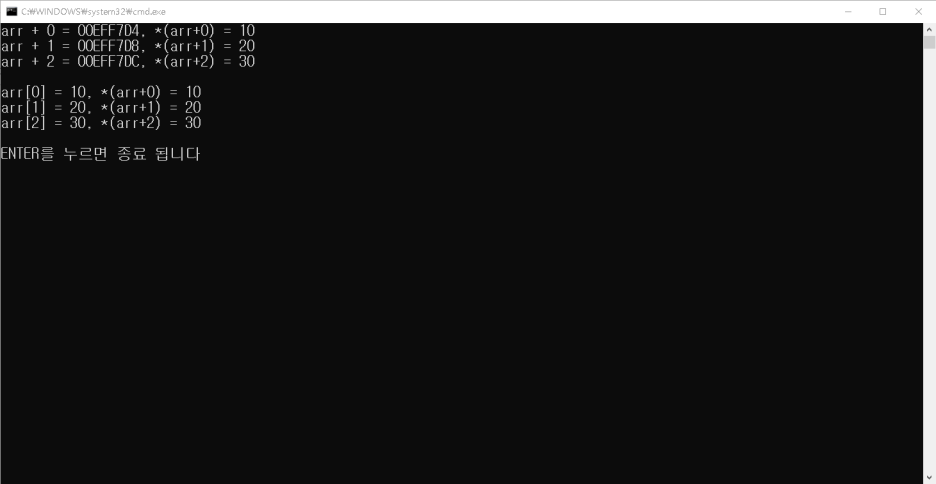 C:₩WINDOWS₩system32₩cmd.exe
arr + 0 = 00EFF7D4, *(arr+0) = 10
arr + 1 = 00EFF7D8, *(arr+1) = 20
arr + 2 = 00EFF7DC, *(arr+2) = 30
arr[0] = 10, *(arr+0) = 10
arr[1] = 20, *(arr+1) = 20
arr[2] = 30, *(arr+2) = 30
ENTER를 누르면 종료 됩니다